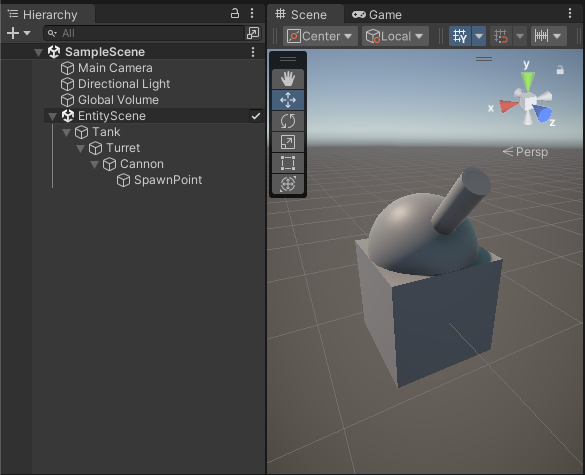 Hierarchy
All
SampleScene
Main Camera
Directional Light
Global Volume
EntityScene
Tank
Turret
Cannon
SpawnPoint
Scene
Game
Center
Local
y
x
z
Persp